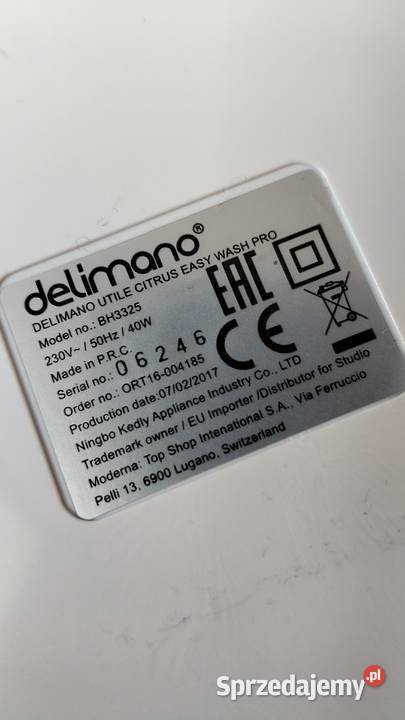 delimano®
DELIMANO UTILE CITRUS EASY WASH PRO
Model no.: BH3325
230V~ / 50Hz / 40W
Made in P.R.C.
Serial no.: 06246
Order no.: ORT16-004185
Production date:07/02/2017
Ningbo Kedly Appliance Industry Co., LTD
Trademark owner / EU Importer /Distributor for Studio
Moderna: Top Shop International S.A., Via Ferruccio
Pelli 13, 6900 Lugano, Switzerland
EAC
CE
Sprzedajemy.pl